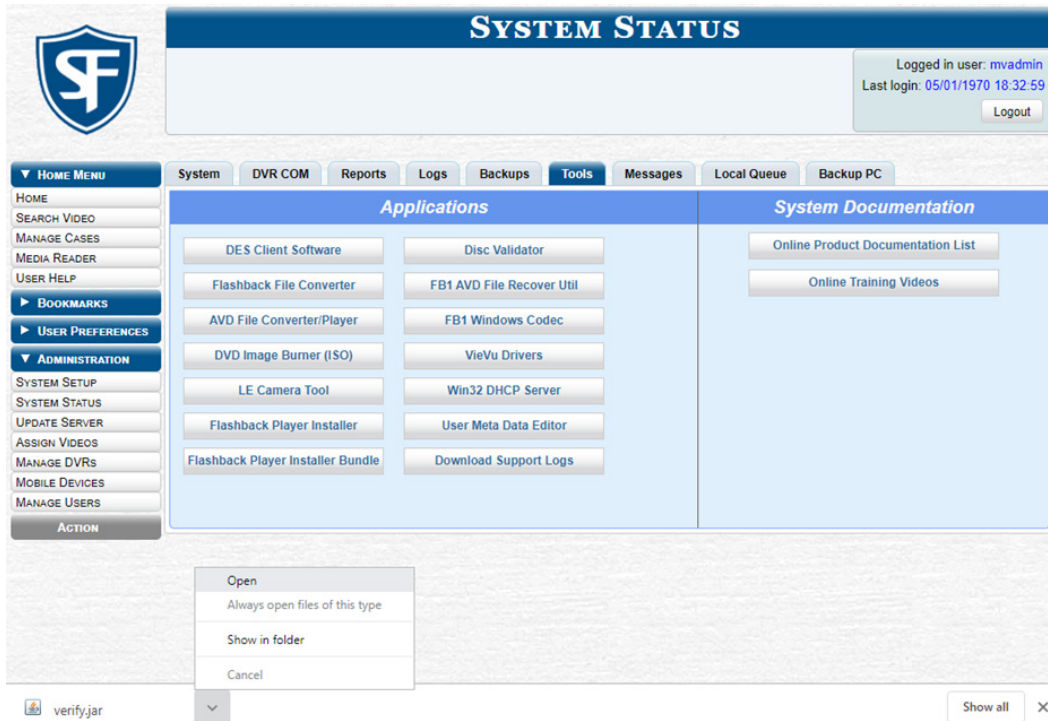 SF
SYSTEM STATUS
Logged in user: mvadmin
Last login: 05/01/1970 18:32:59
Logout
HOME MENU
HOME
SEARCH VIDEO
MANAGE CASES
MEDIA READER
USER HELP
BOOKMARKS
USER PREFERENCES
ADMINISTRATION
SYSTEM SETUP
SYSTEM STATUS
UPDATE SERVER
ASSIGN VIDEOS
MANAGE DVRS
MOBILE DEVICES
MANAGE USERS
ACTION
System DVR COM Reports Logs Backups Tools Messages Local Queue Backup PC
Applications
DES Client Software Disc Validator
Flashback File Converter FB1 AVD File Recover Util
AVD File Converter/Player FB1 Windows Codec
DVD Image Burner (ISO) VieVu Drivers
LE Camera Tool Win32 DHCP Server
Flashback Player Installer User Meta Data Editor
Flashback Player Installer Bundle Download Support Logs
System Documentation
Online Product Documentation List
Online Training Videos
Open
Always open files of this type
Show in folder
Cancel
verify.jar
Show all